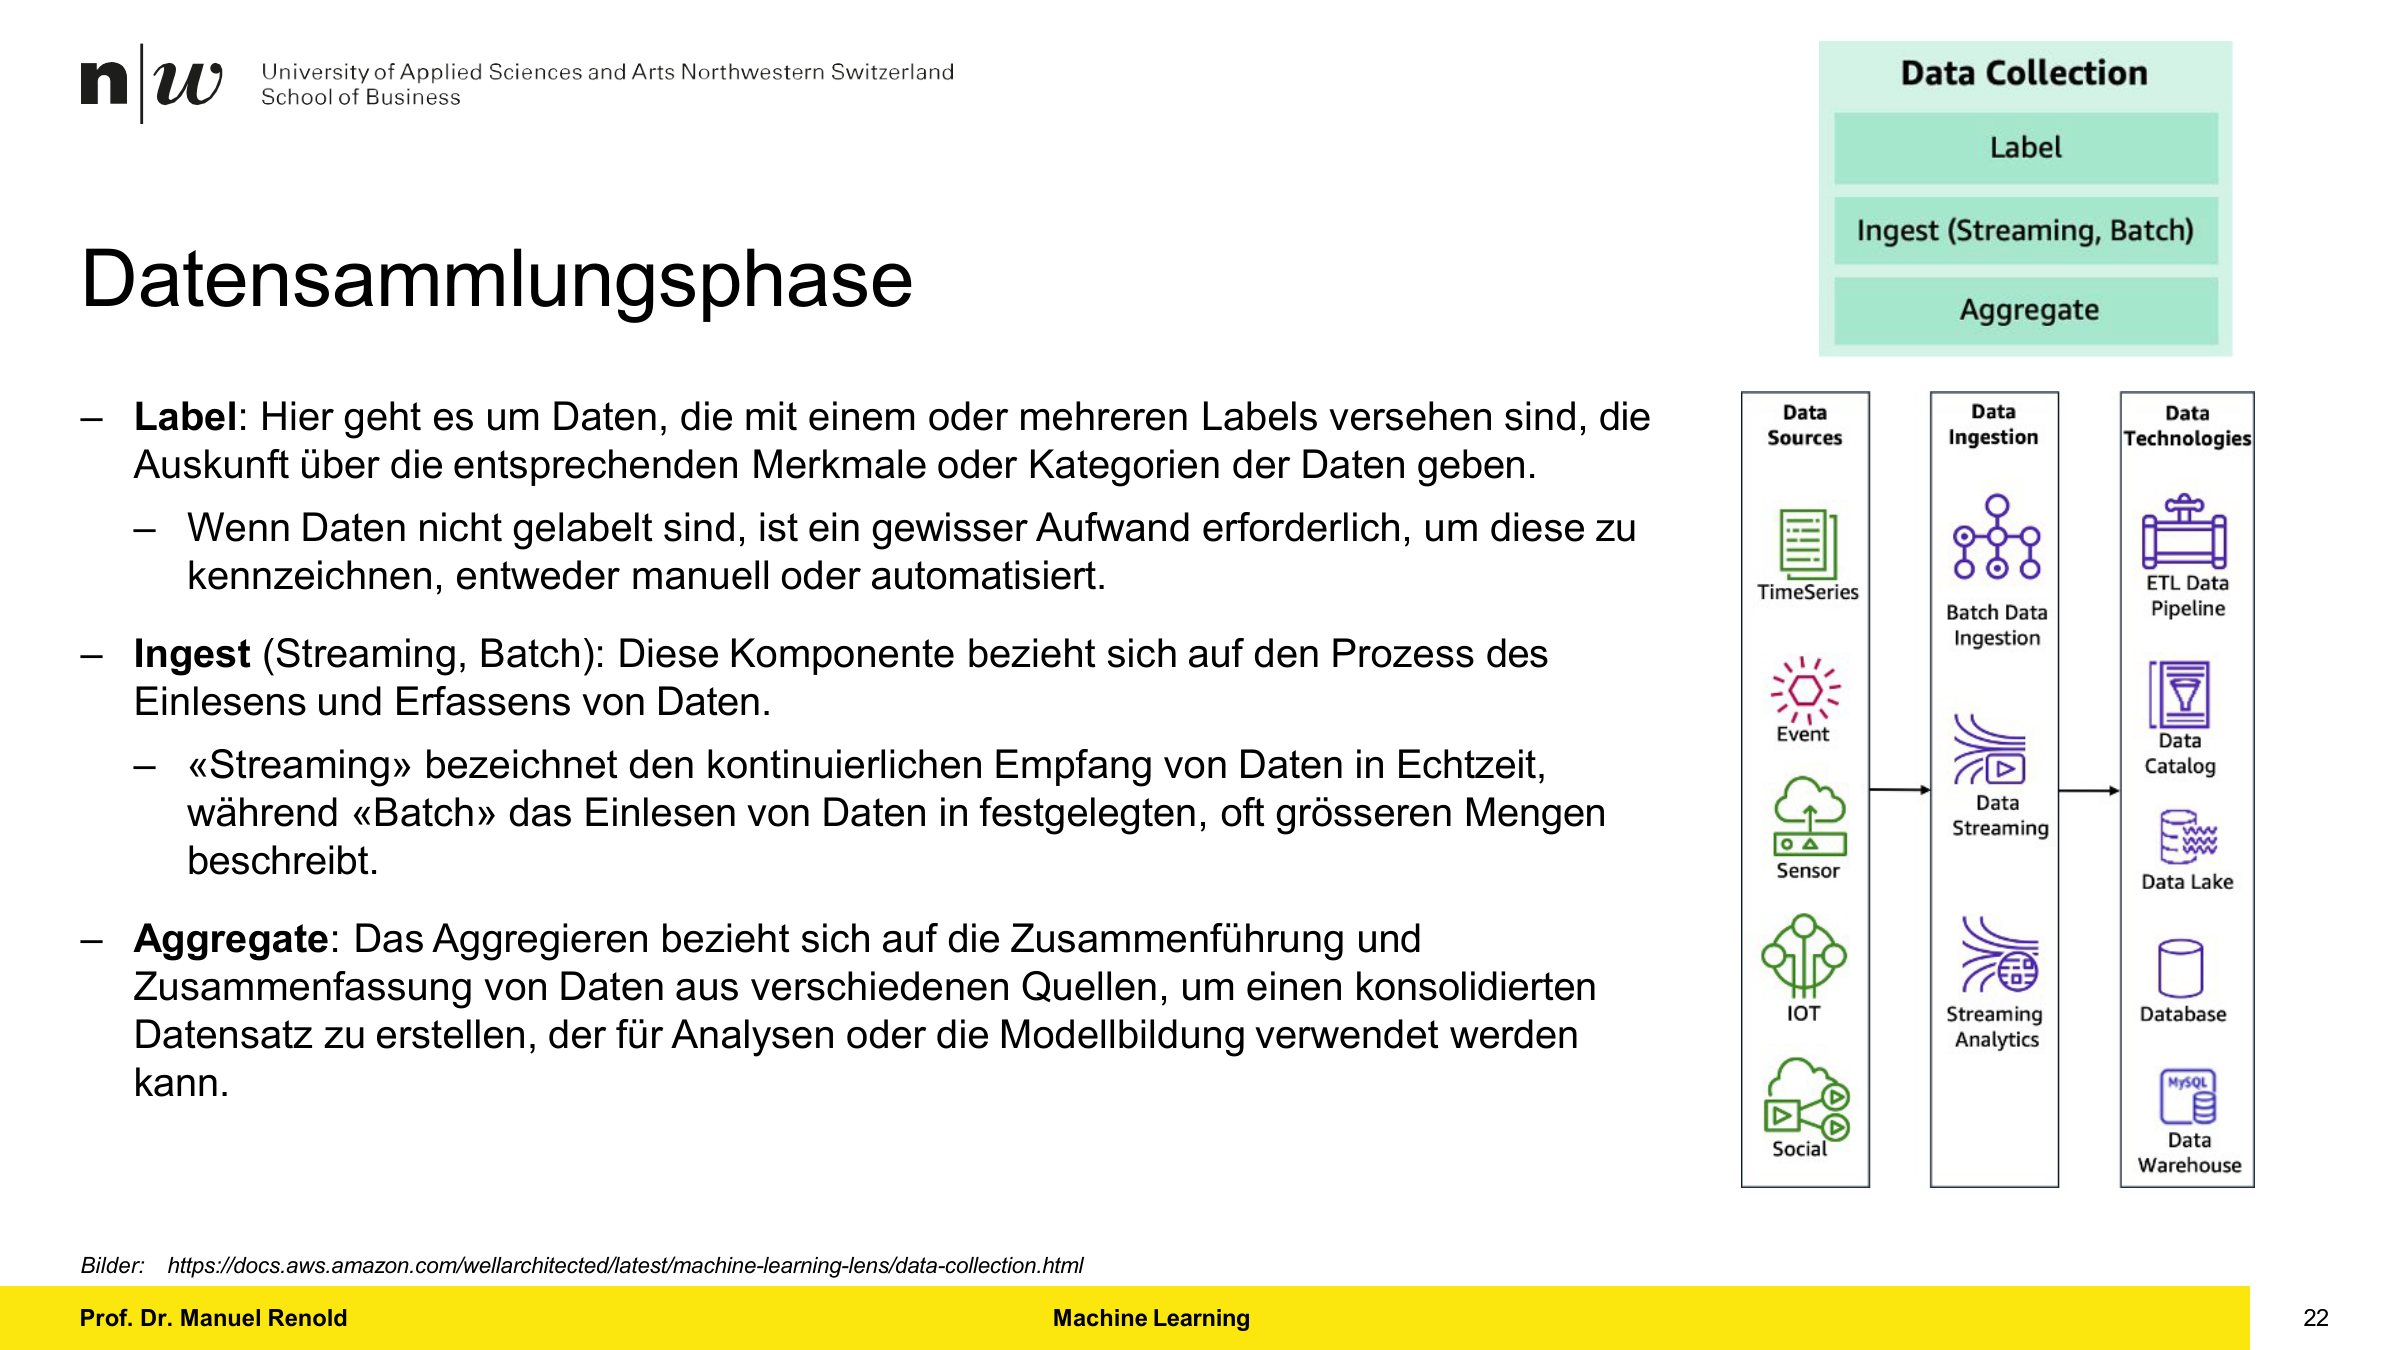 n|w University of Applied Sciences and Arts Northwestern Switzerland
School of Business
Data Collection
Label
Ingest (Streaming, Batch)
Aggregate
Datensammlungsphase
– Label: Hier geht es um Daten, die mit einem oder mehreren Labels versehen sind, die
Auskunft über die entsprechenden Merkmale oder Kategorien der Daten geben.
– Wenn Daten nicht gelabelt sind, ist ein gewisser Aufwand erforderlich, um diese zu
kennzeichnen, entweder manuell oder automatisiert.
– Ingest (Streaming, Batch): Diese Komponente bezieht sich auf den Prozess des
Einlesens und Erfassens von Daten.
– «Streaming» bezeichnet den kontinuierlichen Empfang von Daten in Echtzeit,
während «Batch» das Einlesen von Daten in festgelegten, oft grösseren Mengen
beschreibt.
– Aggregate: Das Aggregieren bezieht sich auf die Zusammenführung und
Zusammenfassung von Daten aus verschiedenen Quellen, um einen konsolidierten
Datensatz zu erstellen, der für Analysen oder die Modellbildung verwendet werden
kann.
Data
Sources
TimeSeries
Event
Sensor
IOT
Social
Data
Ingestion
Batch Data
Ingestion
Data
Streaming
Streaming
Analytics
Data
Technologies
ETL Data
Pipeline
Data
Catalog
Data Lake
Database
MySQL
Data
Warehouse
Bilder: https://docs.aws.amazon.com/wellarchitected/latest/machine-learning-lens/data-collection.html
Prof. Dr. Manuel Renold
Machine Learning
22